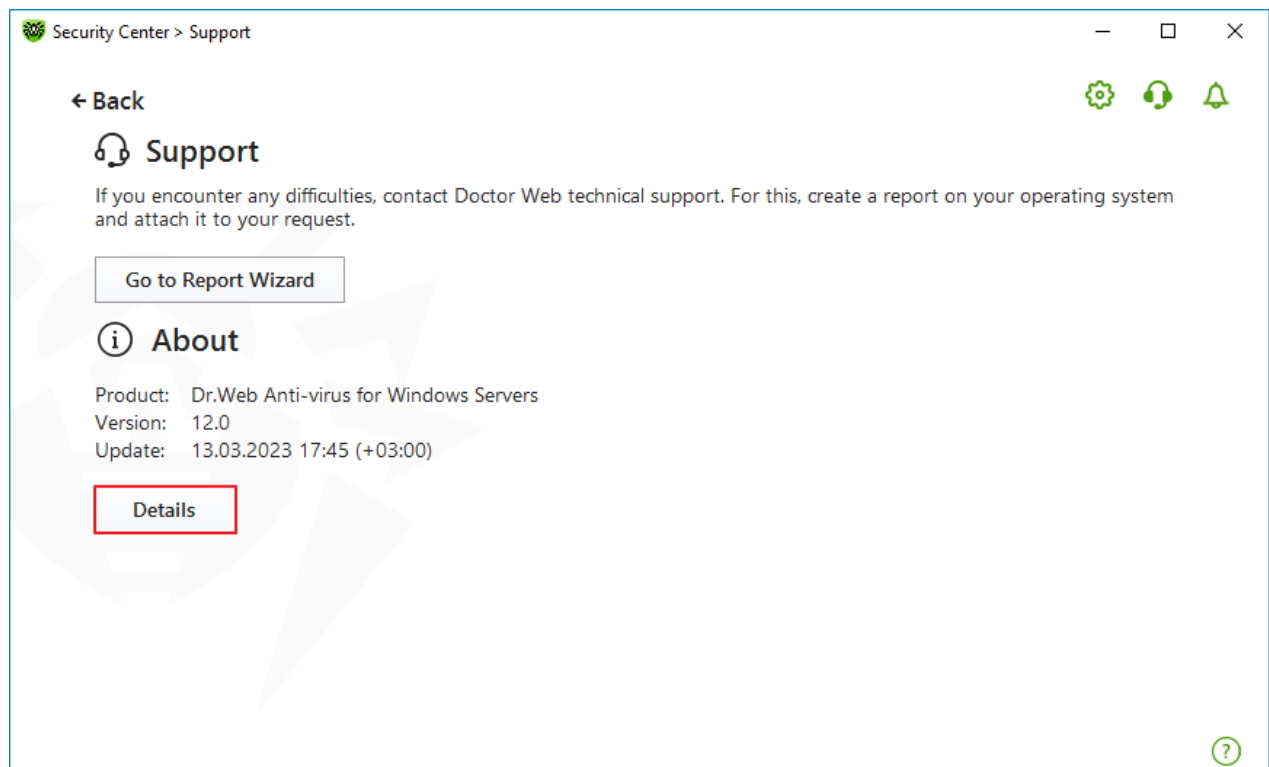 Security Center > Support
Back
Support
If you encounter any difficulties, contact Doctor Web technical support. For this, create a report on your operating system
and attach it to your request.
Go to Report Wizard
About
Product: Dr.Web Anti-virus for Windows Servers
Version: 12.0
Update: 13.03.2023 17:45 (+03:00)
Details
?